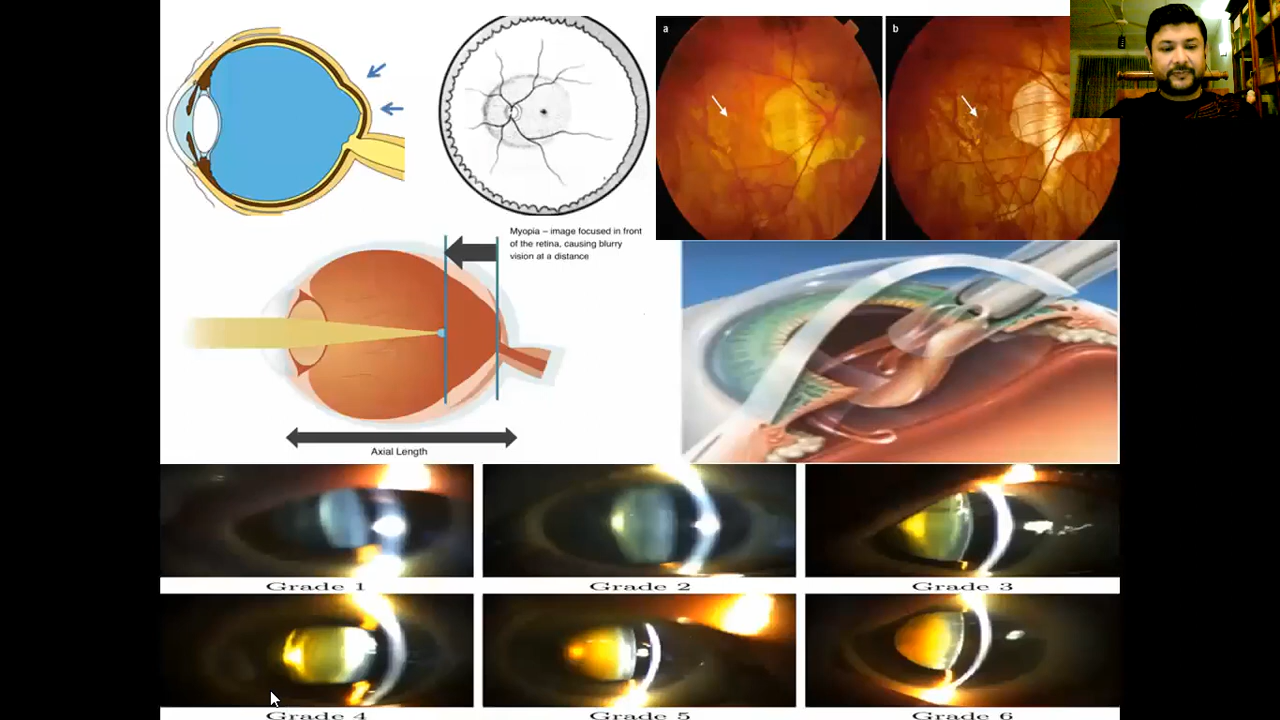 a
b
Myopia – image focused in front
of the retina, causing blurry
vision at a distance
Axial Length
Grade 1
Grade 2
Grade 3
Grade 4
Grade 5
Grade 6